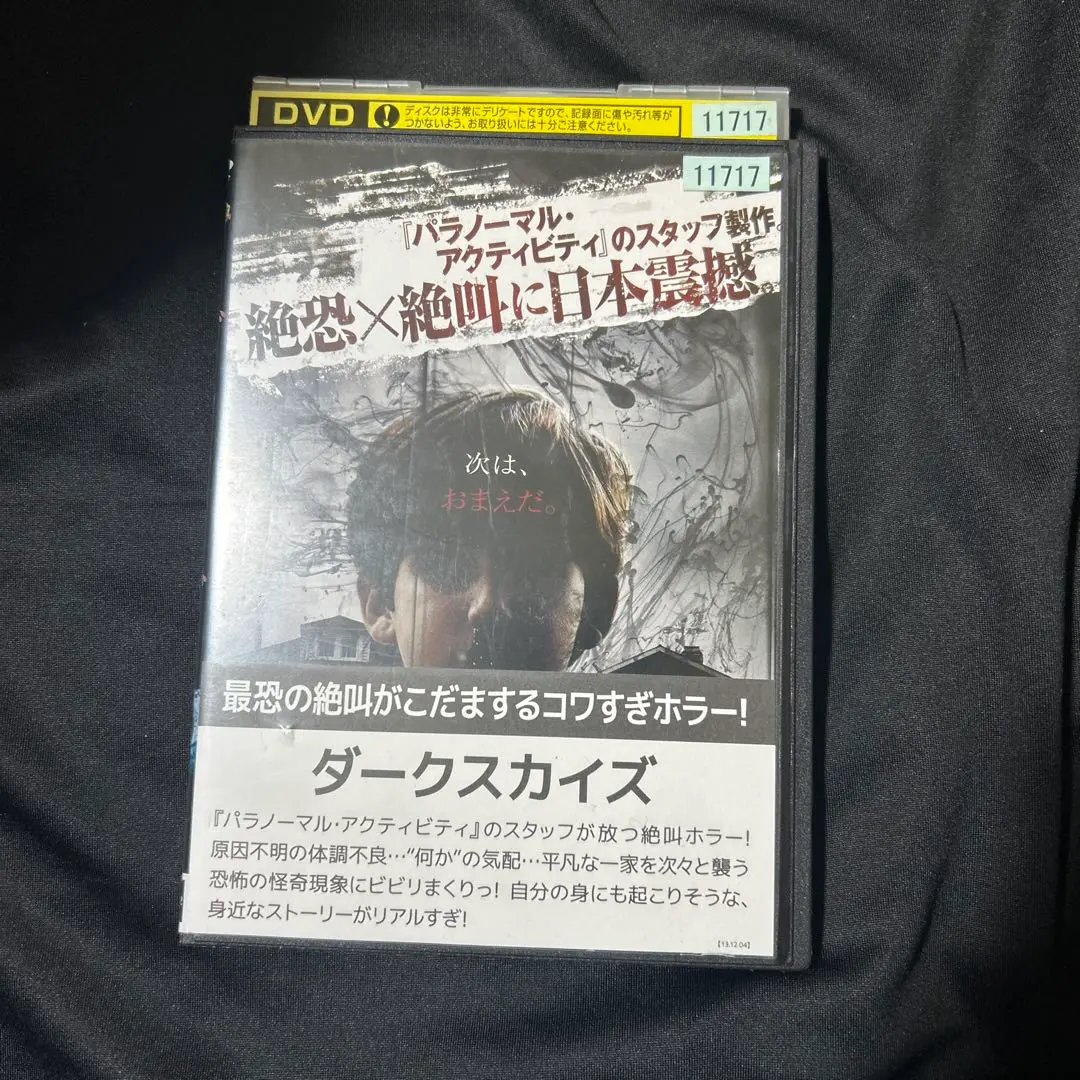 DVD
ディスクは非常にデリケートですので、記録面に傷や汚れ等が
つかないよう、お取り扱いには十分ご注意ください。
11717
11717
『パラノーマル・
アクティビティ』のスタッフ製作。
絶恐×絶叫に日本震撼。
次は、
おまえだ。
最恐の絶叫がこだまするコワすぎホラー!
ダークスカイズ
『パラノーマル・アクティビティ』のスタッフが放つ絶叫ホラー!
原因不明の体調不良…“何か”の気配…平凡な一家を次々と襲う
恐怖の怪奇現象にビビりまくりっ! 自分の身にも起こりそうな、
身近なストーリーがリアルすぎ!
【13.12.04】